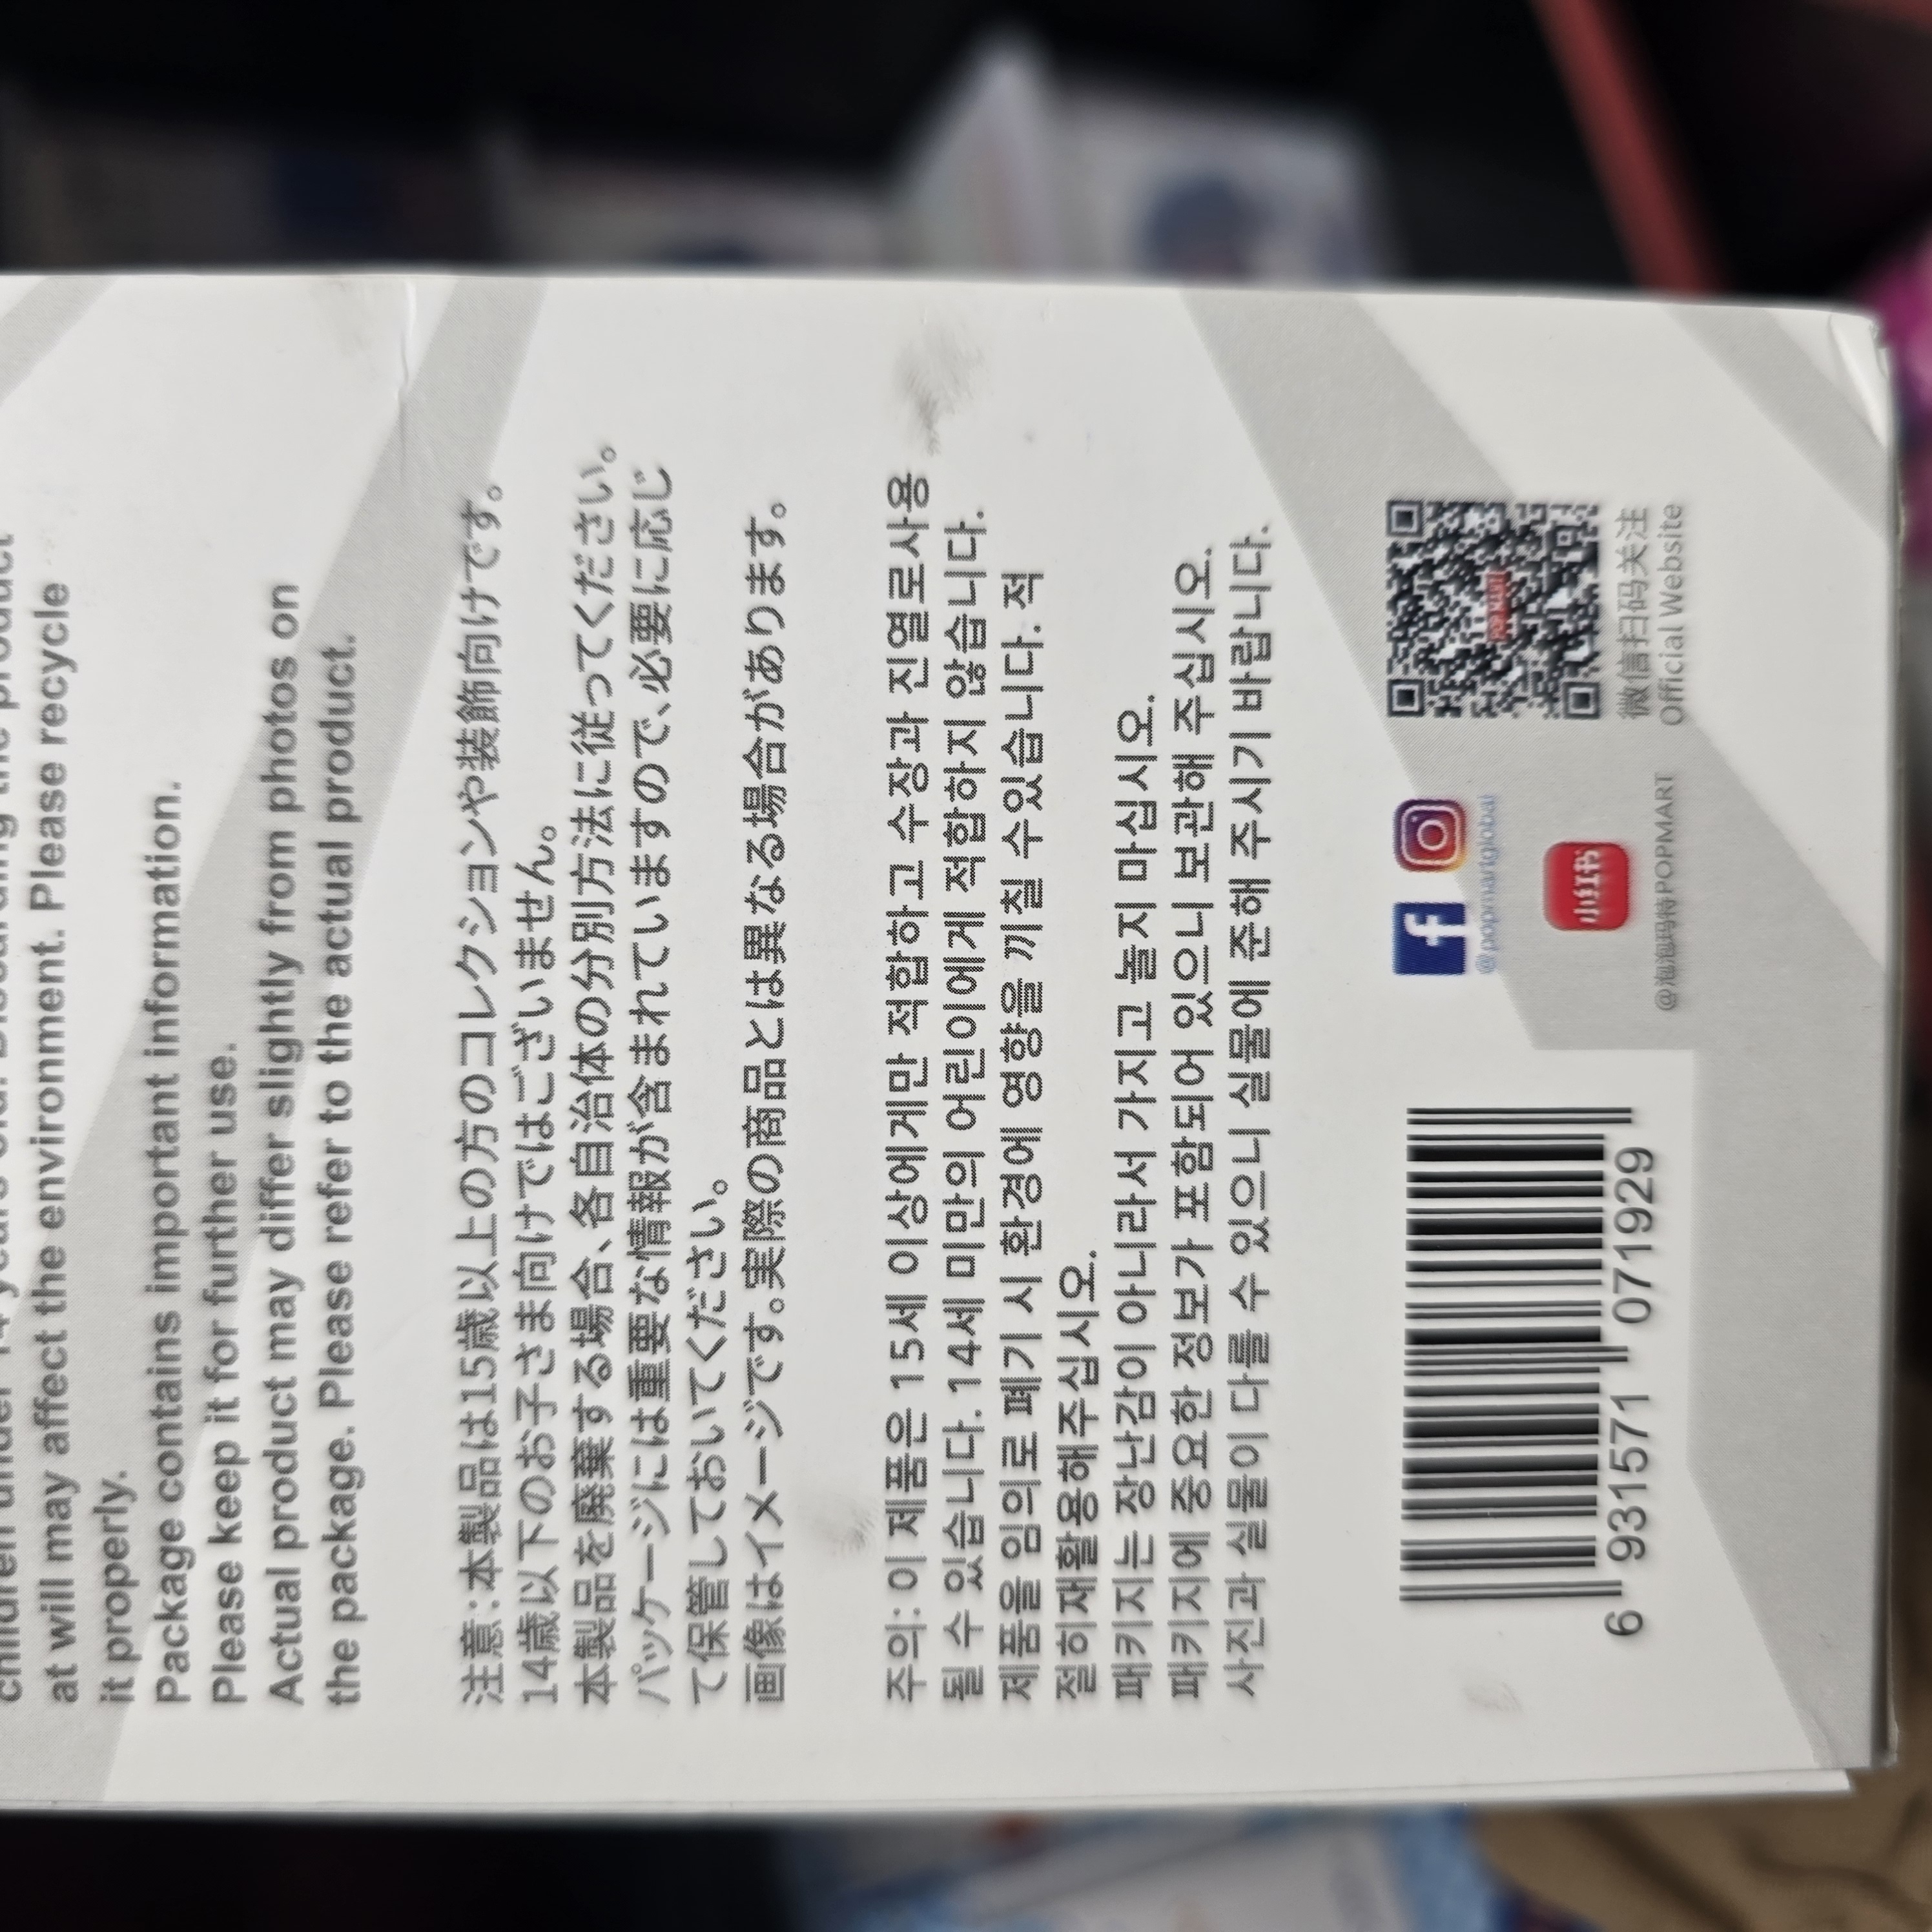 at will may affect the environment. Please recycle
it properly.
Package contains important information.
Please keep it for further use.
Actual product may differ slightly from photos on
the package. Please refer to the actual product.
注意:本製品は15歳以上の方のコレクションや装飾向けです。
14歳以下のお子さま向けではございません。
本製品を廃棄する場合、各自治体の分別方法に従ってください。
パッケージには重要な情報が含まれていますので、必要に応じ
て保管しておいてください。
画像はイメージです。実際の商品とは異なる場合があります。
주의: 이 제품은 15세 이상에게만 적합하고 수장과 진열로사용
될 수 있습니다. 14세 미만의 어린이에게 적합하지 않습니다.
제품을 임의로 폐기 시 환경에 영향을 끼칠 수있습니다. 적
절히재활용해주십시오.
패키지는 장난감이 아니라서 가지고 놀지 마십시오.
패키지에 중요한 정보가 포함되어 있으니 보관해 주십시오.
사진과 실물이 다를 수 있으니 실물에 준해 주시기 바랍니다.
6 931571 071929
f
@popmartglobal
小红书
@泡泡玛特POPMART
POP MART
微信扫码关注
Official Website